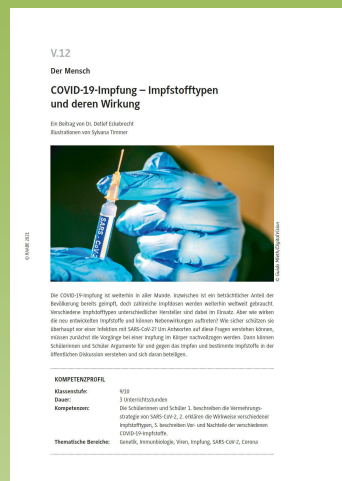 V.12
Der Mensch
COVID-19-Impfung – Impfstofftypen
und deren Wirkung
Ein Beitrag von Dr. Detlef Eckebrecht
Illustrationen von Sylvana Timmer
© RAABE 2021
SARS-CoV-2
© Guido Mieth/DigitalVision
Die COVID-19-Impfung ist weiterhin in aller Munde. Inzwischen ist ein beträchtlicher Anteil der
Bevölkerung bereits geimpft, doch zahlreiche Impfdosen werden weiterhin weltweit gebraucht.
Verschiedene Impfstofftypen unterschiedlicher Hersteller sind dabei im Einsatz. Aber wie wirken
die neu entwickelten Impfstoffe und können Nebenwirkungen auftreten? Wie sicher schützen sie
überhaupt vor einer Infektion mit SARS-CoV-2? Um Antworten auf diese Fragen verstehen können,
müssen zunächst die Vorgänge bei einer Impfung im Körper nachvollzogen werden. Dann können
Schülerinnen und Schüler Argumente für und gegen das Impfen und bestimmte Impfstoffe in der
öffentlichen Diskussion verstehen und sich daran beteiligen.
KOMPETENZPROFIL
Klassenstufe: 9/10
Dauer: 3 Unterrichtsstunden
Kompetenzen: Die Schülerinnen und Schüler 1. beschreiben die Vermehrungs-
strategie von SARS-CoV-2, 2. erklären die Wirkweise verschiedener
Impfstofftypen, 3. beschreiben Vor- und Nachteile der verschiedenen
COVID-19-Impfstoffe.
Thematische Bereiche: Genetik, Immunbiologie, Viren, Impfung, SARS-CoV-2, Corona